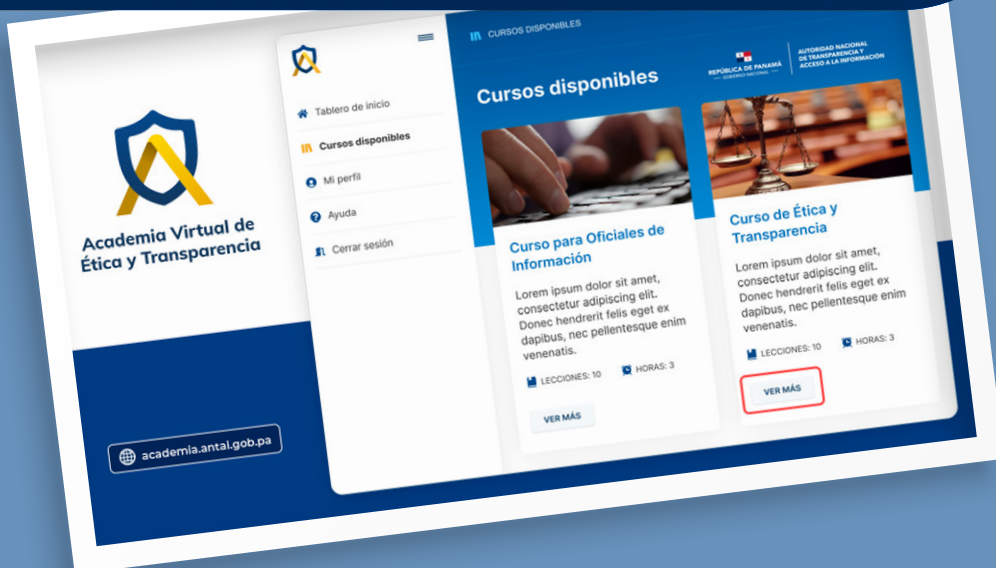 Academia Virtual de
Ética y Transparencia
academia.antai.gob.pa
Tablero de inicio
Cursos disponibles
Mi perfil
Ayuda
Cerrar sesión
CURSOS DISPONIBLES
Cursos disponibles
REPÚBLICA DE PANAMÁ
— GOBIERNO NACIONAL —
AUTORIDAD NACIONAL
DE TRANSPARENCIA Y
ACCESO A LA INFORMACIÓN
Curso para Oficiales de
Información
Lorem ipsum dolor sit amet,
consectetur adipiscing elit.
Donec hendrerit felis eget ex
dapibus, nec pellentesque enim
venenatis.
LECCIONES: 10
HORAS: 3
VER MÁS
Curso de Ética y
Transparencia
Lorem ipsum dolor sit amet,
consectetur adipiscing elit.
Donec hendrerit felis eget ex
dapibus, nec pellentesque enim
venenatis.
LECCIONES: 10
HORAS: 3
VER MÁS